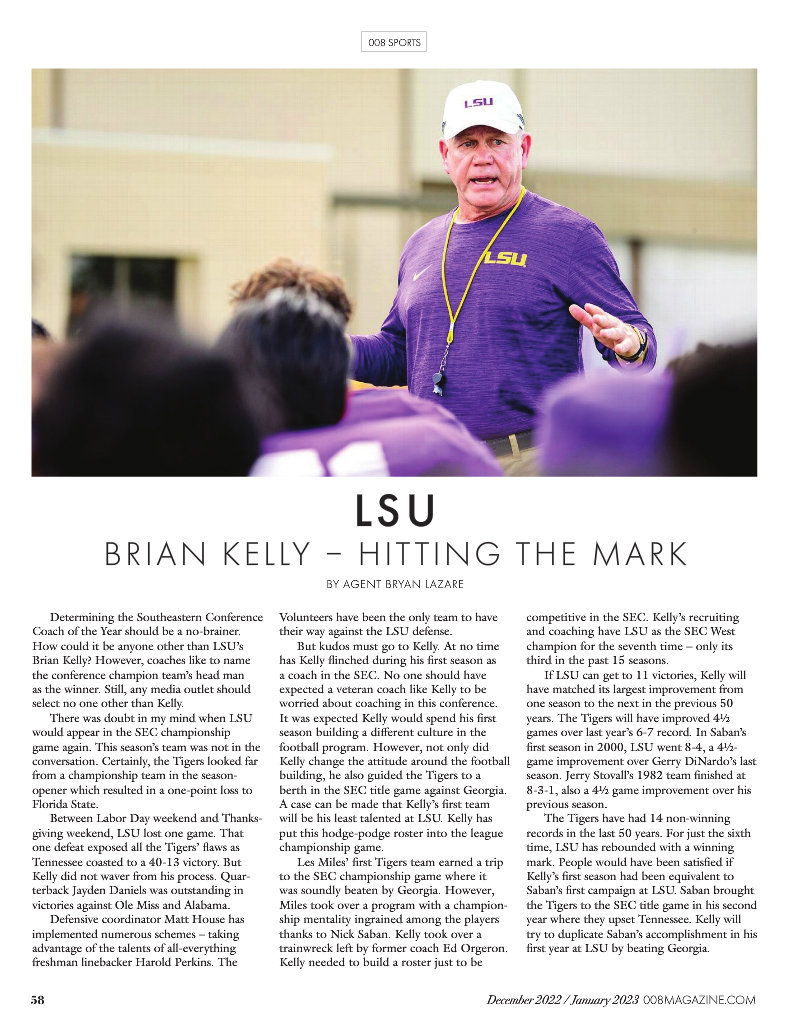 008 SPORTS
LSU
LSU
LSU
BRIAN KELLY – HITTING THE MARK
BY AGENT BRYAN LAZARE
Determining the Southeastern Conference
Coach of the Year should be a no-brainer.
How could it be anyone other than LSU's
Brian Kelly? However, coaches like to name
the conference champion team's head man
as the winner. Still, any media outlet should
select no one other than Kelly.
There was doubt in my mind when LSU
would appear in the SEC championship
game again. This season's team was not in the
conversation. Certainly, the Tigers looked far
from a championship team in the season-
opener which resulted in a one-point loss to
Florida State.
Between Labor Day weekend and Thanks-
giving weekend, LSU lost one game. That
one defeat exposed all the Tigers' flaws as
Tennessee coasted to a 40-13 victory. But
Kelly did not waver from his process. Quar-
terback Jayden Daniels was outstanding in
victories against Ole Miss and Alabama.
Defensive coordinator Matt House has
implemented numerous schemes – taking
advantage of the talents of all-everything
freshman linebacker Harold Perkins. The
Volunteers have been the only team to have
their way against the LSU defense.
But kudos must go to Kelly. At no time
has Kelly flinched during his first season as
a coach in the SEC. No one should have
expected a veteran coach like Kelly to be
worried about coaching in this conference.
It was expected Kelly would spend his first
season building a different culture in the
football program. However, not only did
Kelly change the attitude around the football
building, he also guided the Tigers to a
berth in the SEC title game against Georgia.
A case can be made that Kelly's first team
will be his least talented at LSU. Kelly has
put this hodge-podge roster into the league
championship game.
Les Miles' first Tigers team earned a trip
to the SEC championship game where it
was soundly beaten by Georgia. However,
Miles took over a program with a champion-
ship mentality ingrained among the players
thanks to Nick Saban. Kelly took over a
trainwreck left by former coach Ed Orgeron.
Kelly needed to build a roster just to be
competitive in the SEC. Kelly's recruiting
and coaching have LSU as the SEC West
champion for the seventh time – only its
third in the past 15 seasons.
If LSU can get to 11 victories, Kelly will
have matched its largest improvement from
one season to the next in the previous 50
years. The Tigers will have improved 4½
games over last year's 6-7 record. In Saban's
first season in 2000, LSU went 8-4, a 4½-
game improvement over Gerry DiNardo's last
season. Jerry Stovall's 1982 team finished at
8-3-1, also a 4½ game improvement over his
previous season.
The Tigers have had 14 non-winning
records in the last 50 years. For just the sixth
time, LSU has rebounded with a winning
mark. People would have been satisfied if
Kelly's first season had been equivalent to
Saban's first campaign at LSU. Saban brought
the Tigers to the SEC title game in his second
year where they upset Tennessee. Kelly will
try to duplicate Saban's accomplishment in his
first year at LSU by beating Georgia.
58
December 2022 / January 2023 008MAGAZINE.COM